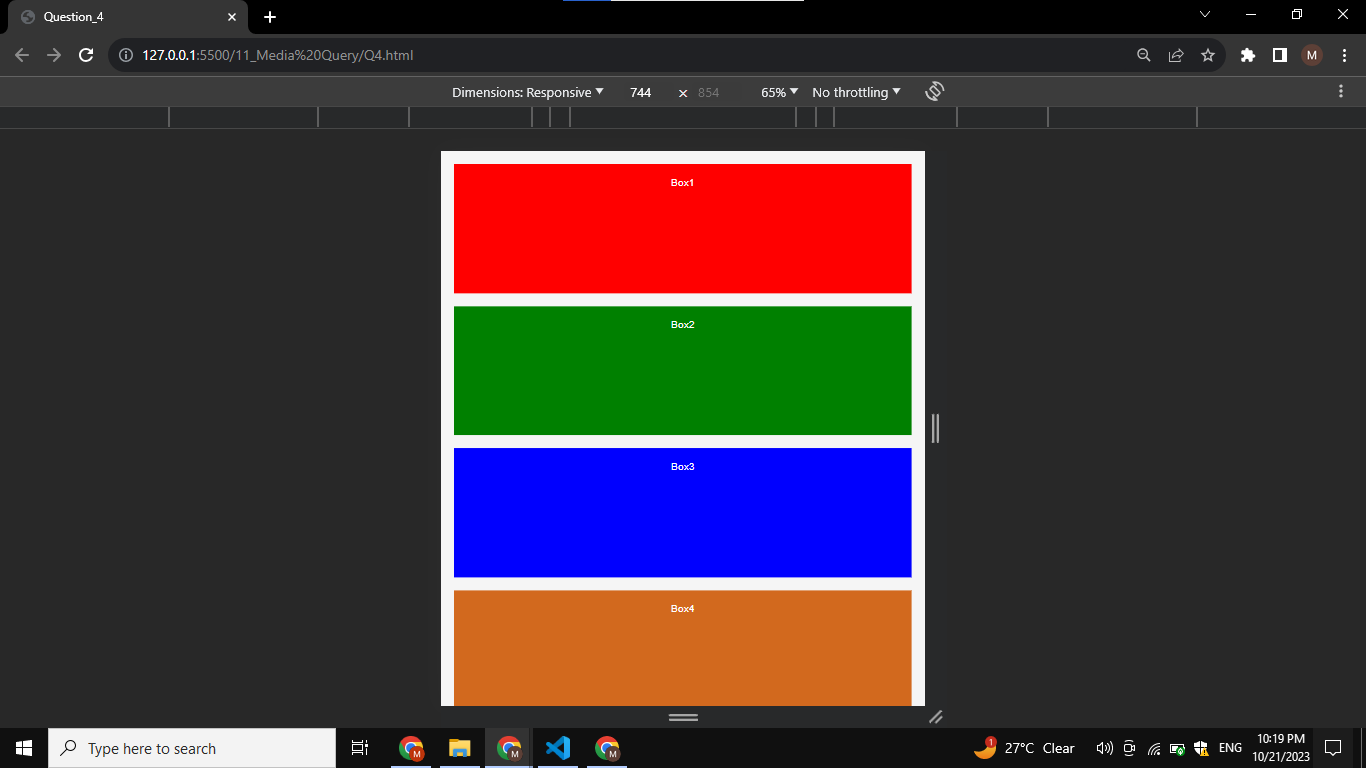 Question_4
127.0.0.1:5500/11_Media%20Query/Q4.html
M
Dimensions: Responsive 744 × 854 65% No throttling
Box1
Box2
Box3
Box4
Type here to search
M
M
M
1
27°C Clear
ENG
10:19 PM
10/21/2023